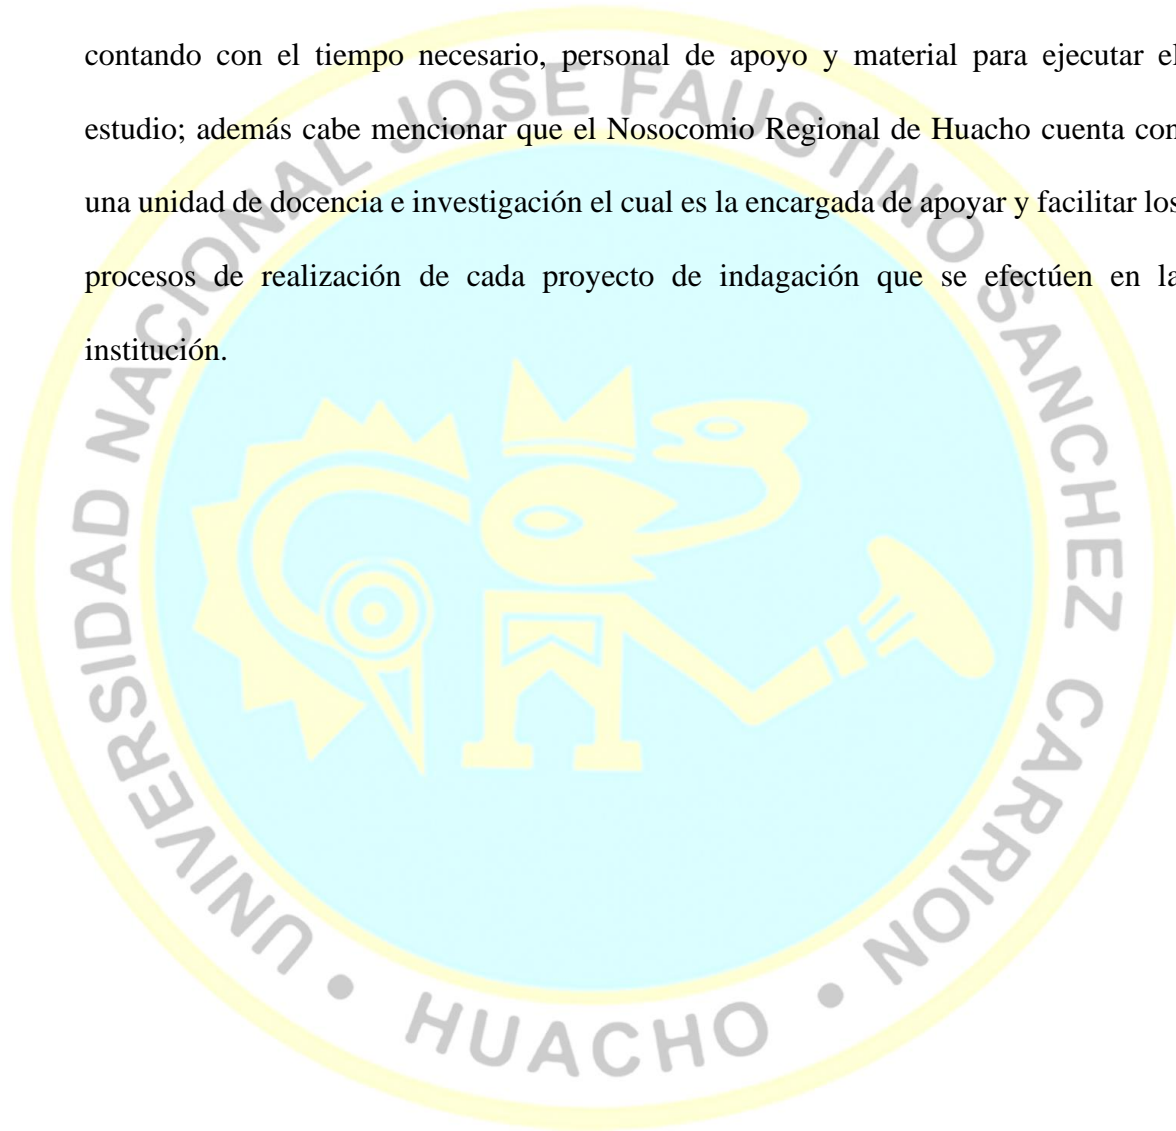 contando con el tiempo necesario, personal de apoyo y material para ejecutar el
estudio; además cabe mencionar que el Nosocomio Regional de Huacho cuenta con
una unidad de docencia e investigación el cual es la encargada de apoyar y facilitar los
procesos de realización de cada proyecto de indagación que se efectúen en la
institución.
UNIVERSIDAD NACIONAL JOSE FAUSTINO SANCHEZ CARRION
• HUACHO •